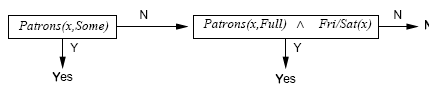 N N
Patrons(x,Some) Patrons(x,Full) ∧ Fri/Sat(x)
Y Y
Yes Yes